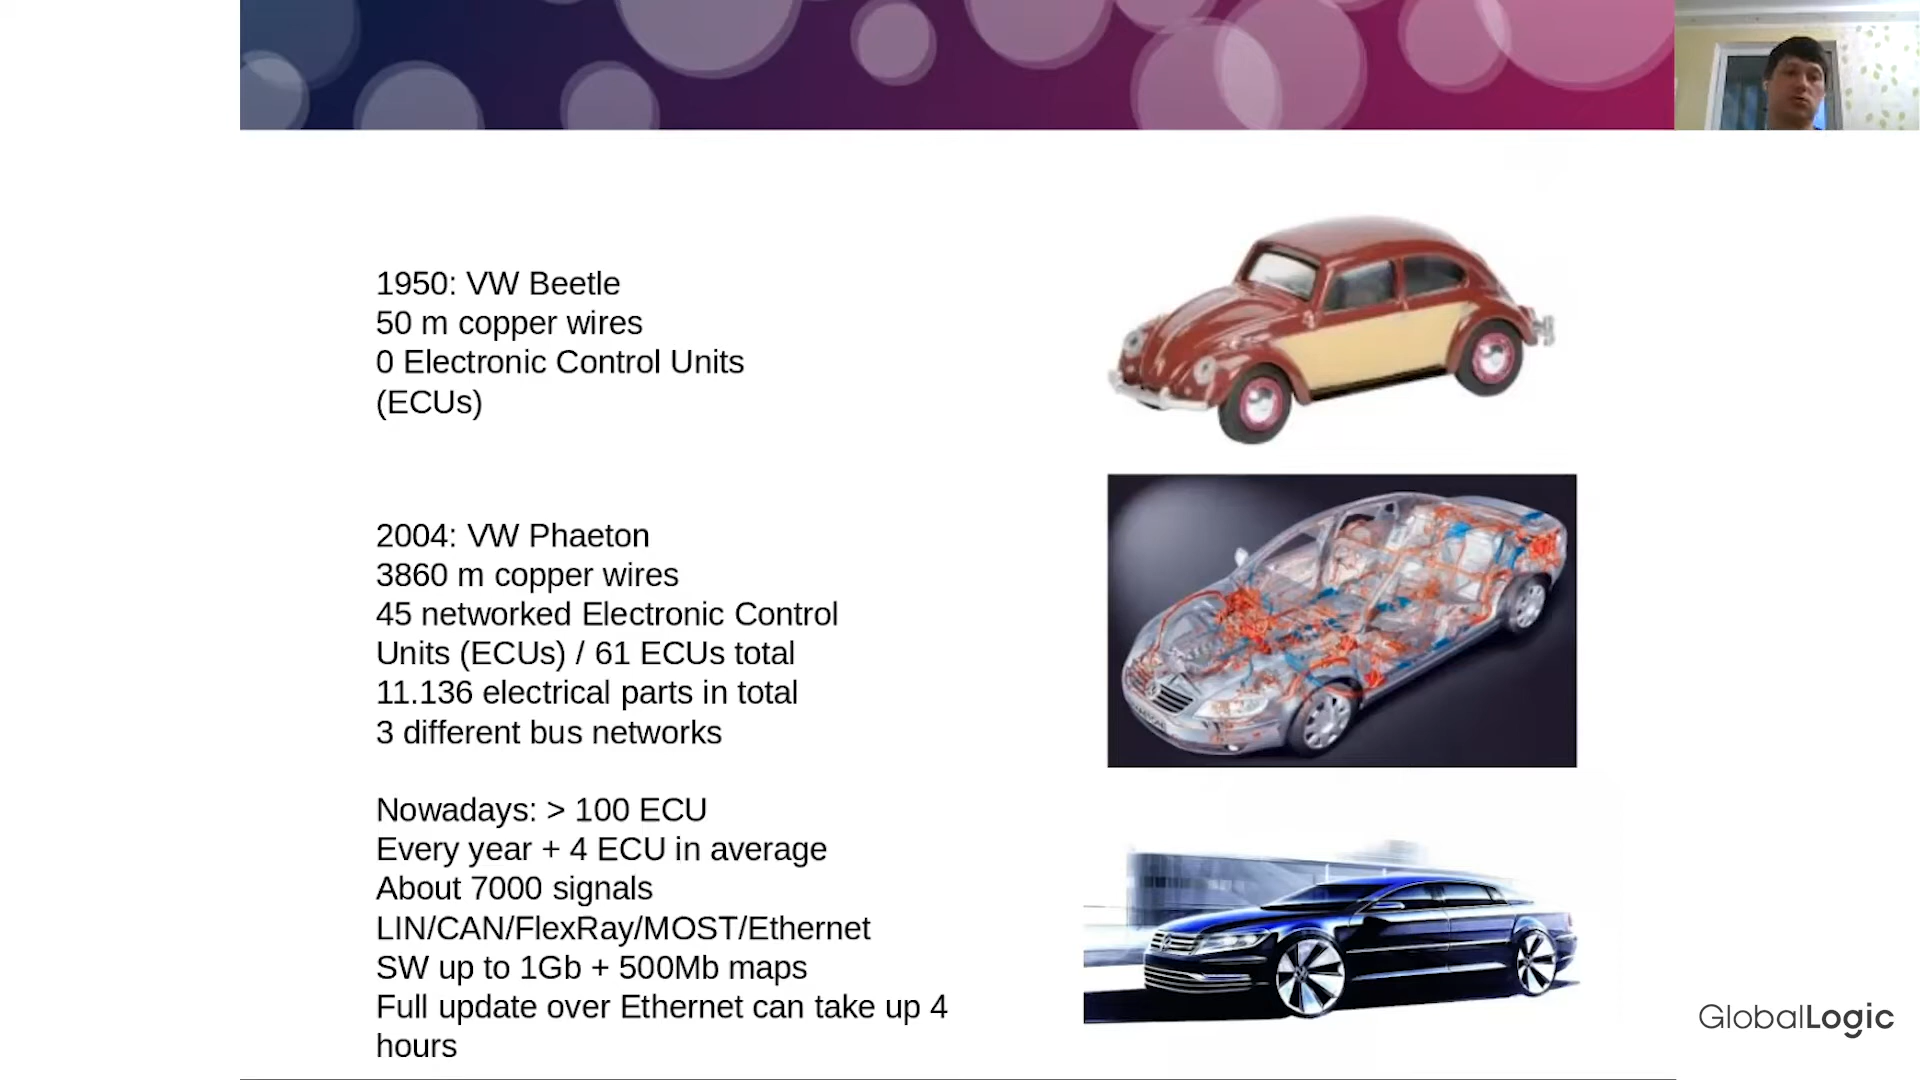 1950: VW Beetle
50 m copper wires
0 Electronic Control Units
(ECUs)
2004: VW Phaeton
3860 m copper wires
45 networked Electronic Control
Units (ECUs) / 61 ECUs total
11.136 electrical parts in total
3 different bus networks
Nowadays: > 100 ECU
Every year + 4 ECU in average
About 7000 signals
LIN/CAN/FlexRay/MOST/Ethernet
SW up to 1Gb + 500Mb maps
Full update over Ethernet can take up 4
hours
GlobalLogic